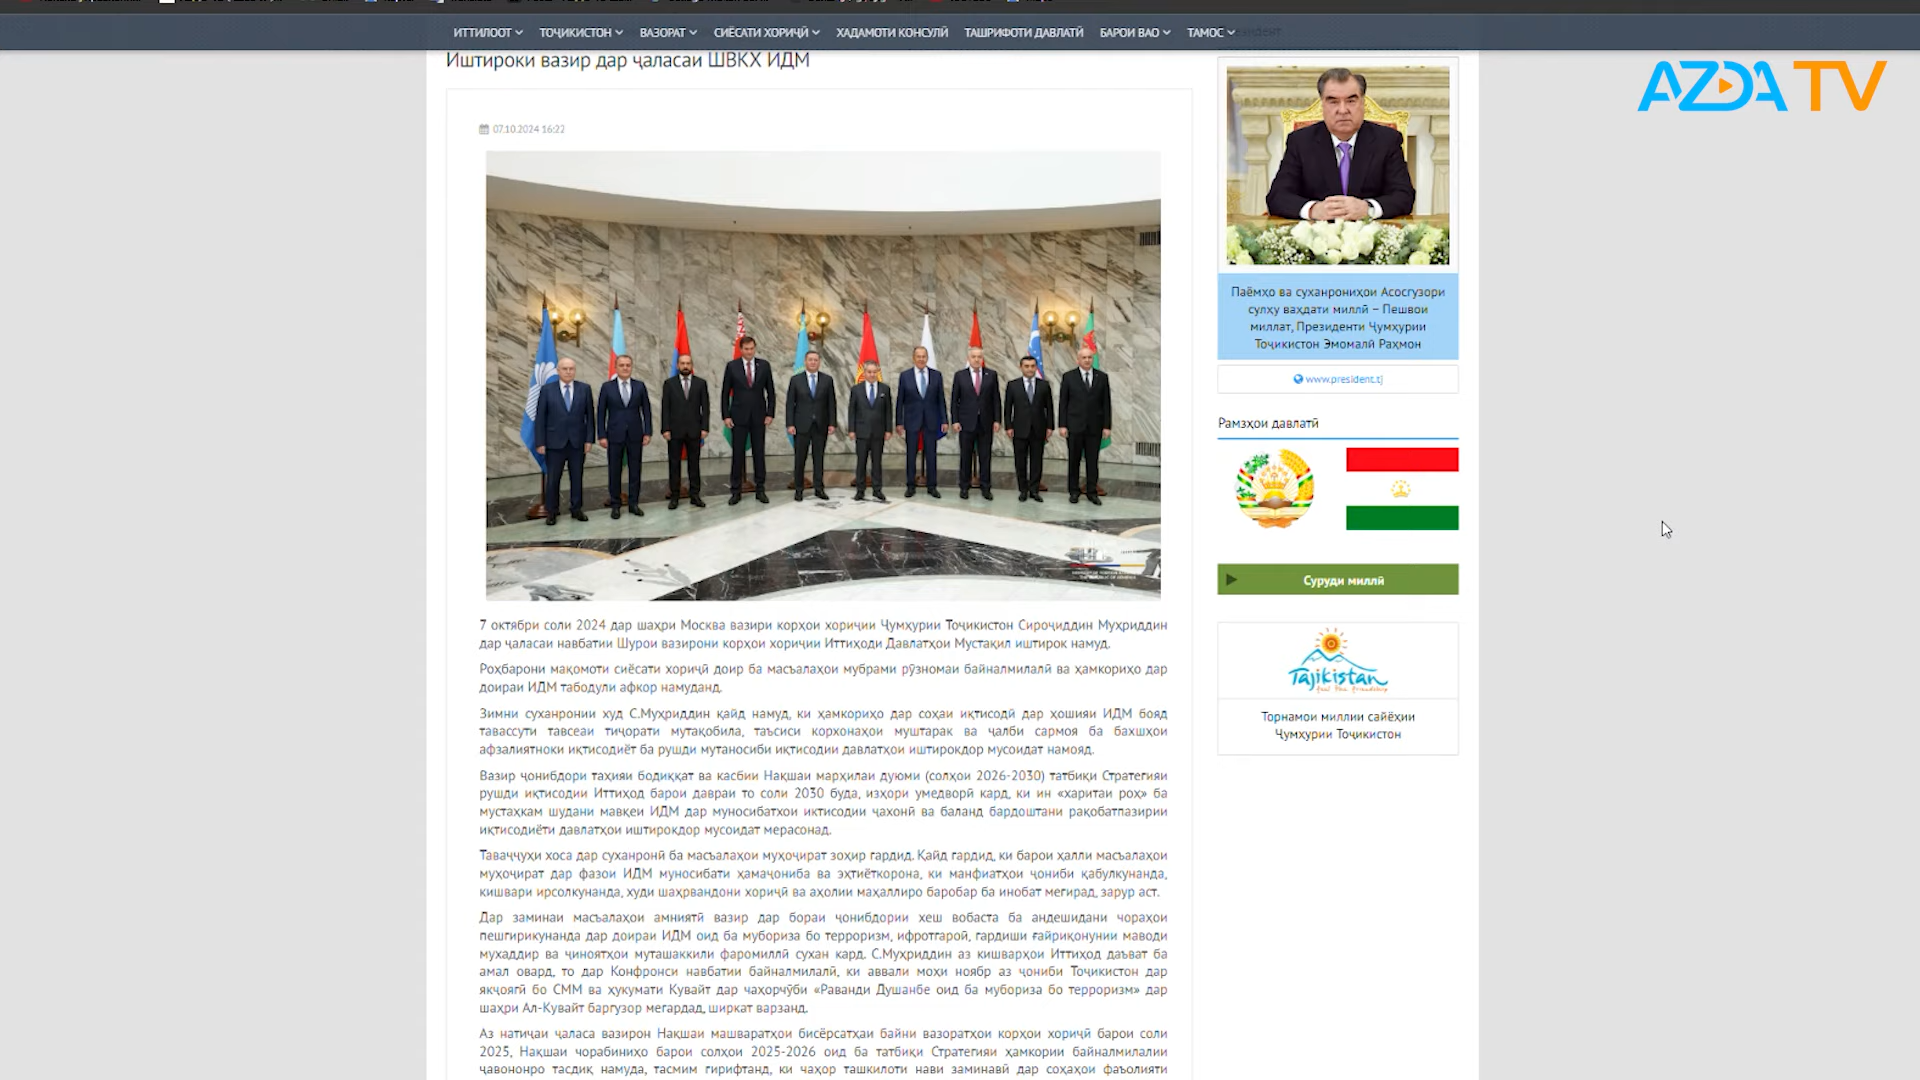 ИТТИЛООТ
ТОҶИКИСТОН
ВАЗОРАТ
СИЁСАТИ ХОРИҶӢ
ХАДАМОТИ КОНСУЛӢ
ТАШРИФОТИ ДАВЛАТӢ
БАРОИ ВАО
ТАМОС
AZDA TV
Иштироки вазир дар ҷаласаи ШВКХ ИДМ
07.10.2024 16:22
7 октябри соли 2024 дар шаҳри Москва вазири корҳои хориҷии Ҷумҳурии Тоҷикистон Сироҷиддин Муҳриддин
дар ҷаласаи навбатии Шурои вазирони корҳои хориҷии Иттиҳоди Давлатҳои Мустақил иштирок намуд.
Роҳбарони мақомоти сиёсати хориҷӣ доир ба масъалаҳои мубрами рӯзномаи байналмилалӣ ва ҳамкориҳо дар
доираи ИДМ табодули афкор намуданд.
Зимни суханронии худ С.Муҳриддин қайд намуд, ки ҳамкориҳо дар соҳаи иқтисодӣ дар ҳошияи ИДМ бояд
тавассути тавсеаи тиҷорати мутақобила, таъсиси корхонаҳои муштарак ва ҷалби сармоя ба бахшҳои
афзалиятноки иқтисодиёт ба рушди мутаносиби иқтисодии давлатҳои иштирокдор мусоидат намояд.
Вазир ҷонибдори таҳияи бодиққат ва касбии Нақшаи марҳилаи дуюми (солҳои 2026-2030) татбиқи Стратегияи
рушди иқтисодии Иттиҳод барои давраи то соли 2030 буда, изҳори умедворӣ кард, ки ин «харитаи роҳ» ба
мустаҳкам шудани мавқеи ИДМ дар муносибатҳои иқтисодии ҷаҳонӣ ва баланд бардоштани рақобатпазирии
иқтисодиёти давлатҳои иштирокдор мусоидат мерасонад.
Таваҷҷуҳи хоса дар суханронӣ ба масъалаҳои муҳоҷират зоҳир гардид. Қайд гардид, ки барои ҳалли масъалаҳои
муҳоҷират дар фазои ИДМ муносибати ҳамаҷониба ва эҳтиёткорона, ки манфиатҳои ҷониби қабулкунанда,
кишвари ирсолкунанда, худи шаҳрвандони хориҷӣ ва аҳолии маҳаллиро баробар ба инобат мегирад, зарур аст.
Дар заминаи масъалаҳои амниятӣ вазир дар бораи ҷонибдории хеш вобаста ба андешидани чораҳои
пешгирикунанда дар доираи ИДМ оид ба мубориза бо терроризм, ифротгароӣ, гардиши ғайриқонунии маводи
мухаддир ва ҷиноятҳои муташаккили фаромиллӣ сухан кард. С.Муҳриддин аз кишварҳои Иттиҳод даъват ба
амал овард, то дар Конфронси навбатии байналмилалӣ, ки аввали моҳи ноябр аз ҷониби Тоҷикистон дар
якҷоягӣ бо СММ ва ҳукумати Кувайт дар чаҳорчӯби «Раванди Душанбе оид ба мубориза бо терроризм» дар
шаҳри Ал-Кувайт баргузор мегардад, ширкат варзанд.
Аз натиҷаи ҷаласа вазирон Нақшаи машваратҳои бисёрсатҳаи байни вазоратҳои корҳои хориҷӣ барои соли
2025, Нақшаи чорабиниҳо барои солҳои 2025-2026 оид ба татбиқи Стратегияи ҳамкории байналмилалии
ҷавононро тасдиқ намуда, тасмим гирифтанд, ки чаҳор ташкилоти нави заминавӣ дар соҳаҳои фаъолияти
Паёмҳо ва суханрониҳои Асосгузори
сулҳу ваҳдати миллӣ – Пешвои
миллат, Президенти Ҷумҳурии
Тоҷикистон Эмомалӣ Раҳмон
www.president.tj
Рамзҳои давлатӣ
Суруди миллӣ
Tajikistan
feel the friendship
Торнамои миллии сайёҳии
Ҷумҳурии Тоҷикистон